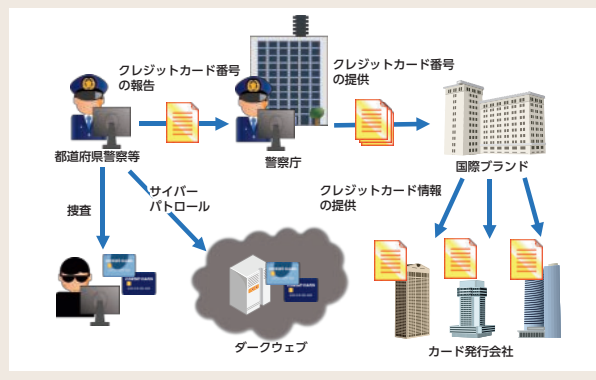 クレジットカード番号
の報告
クレジットカード番号
の提供
都道府県警察等
警察庁
国際ブランド
捜査
サイバー
パトロール
クレジットカード情報
の提供
ダークウェブ
カード発行会社